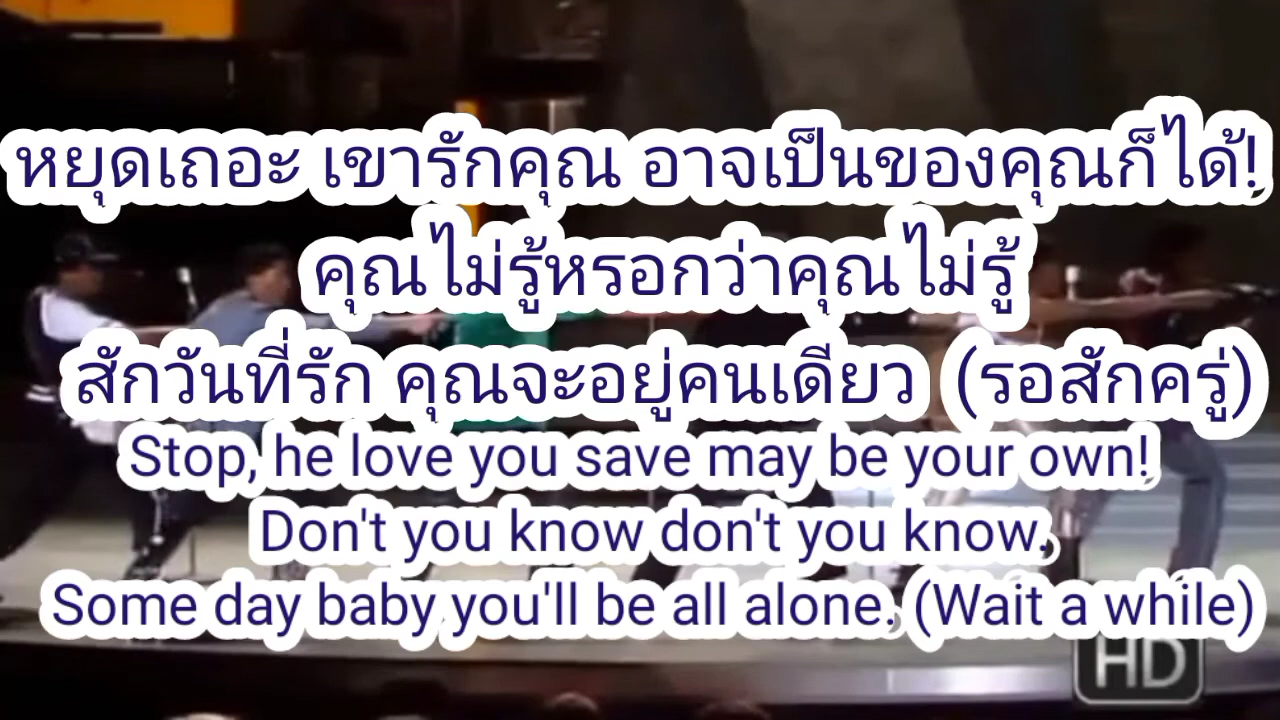 หยุดเถอะ เขารักคุณ อาจเป็นของคุณก็ได้!
คุณไม่รู้หรอกว่าคุณไม่รู้
สักวันที่รัก คุณจะอยู่คนเดียว (รอสักครู่)
Stop, he love you save may be your own!
Don't you know don't you know.
Some day baby you'll be all alone. (Wait a while)
HD